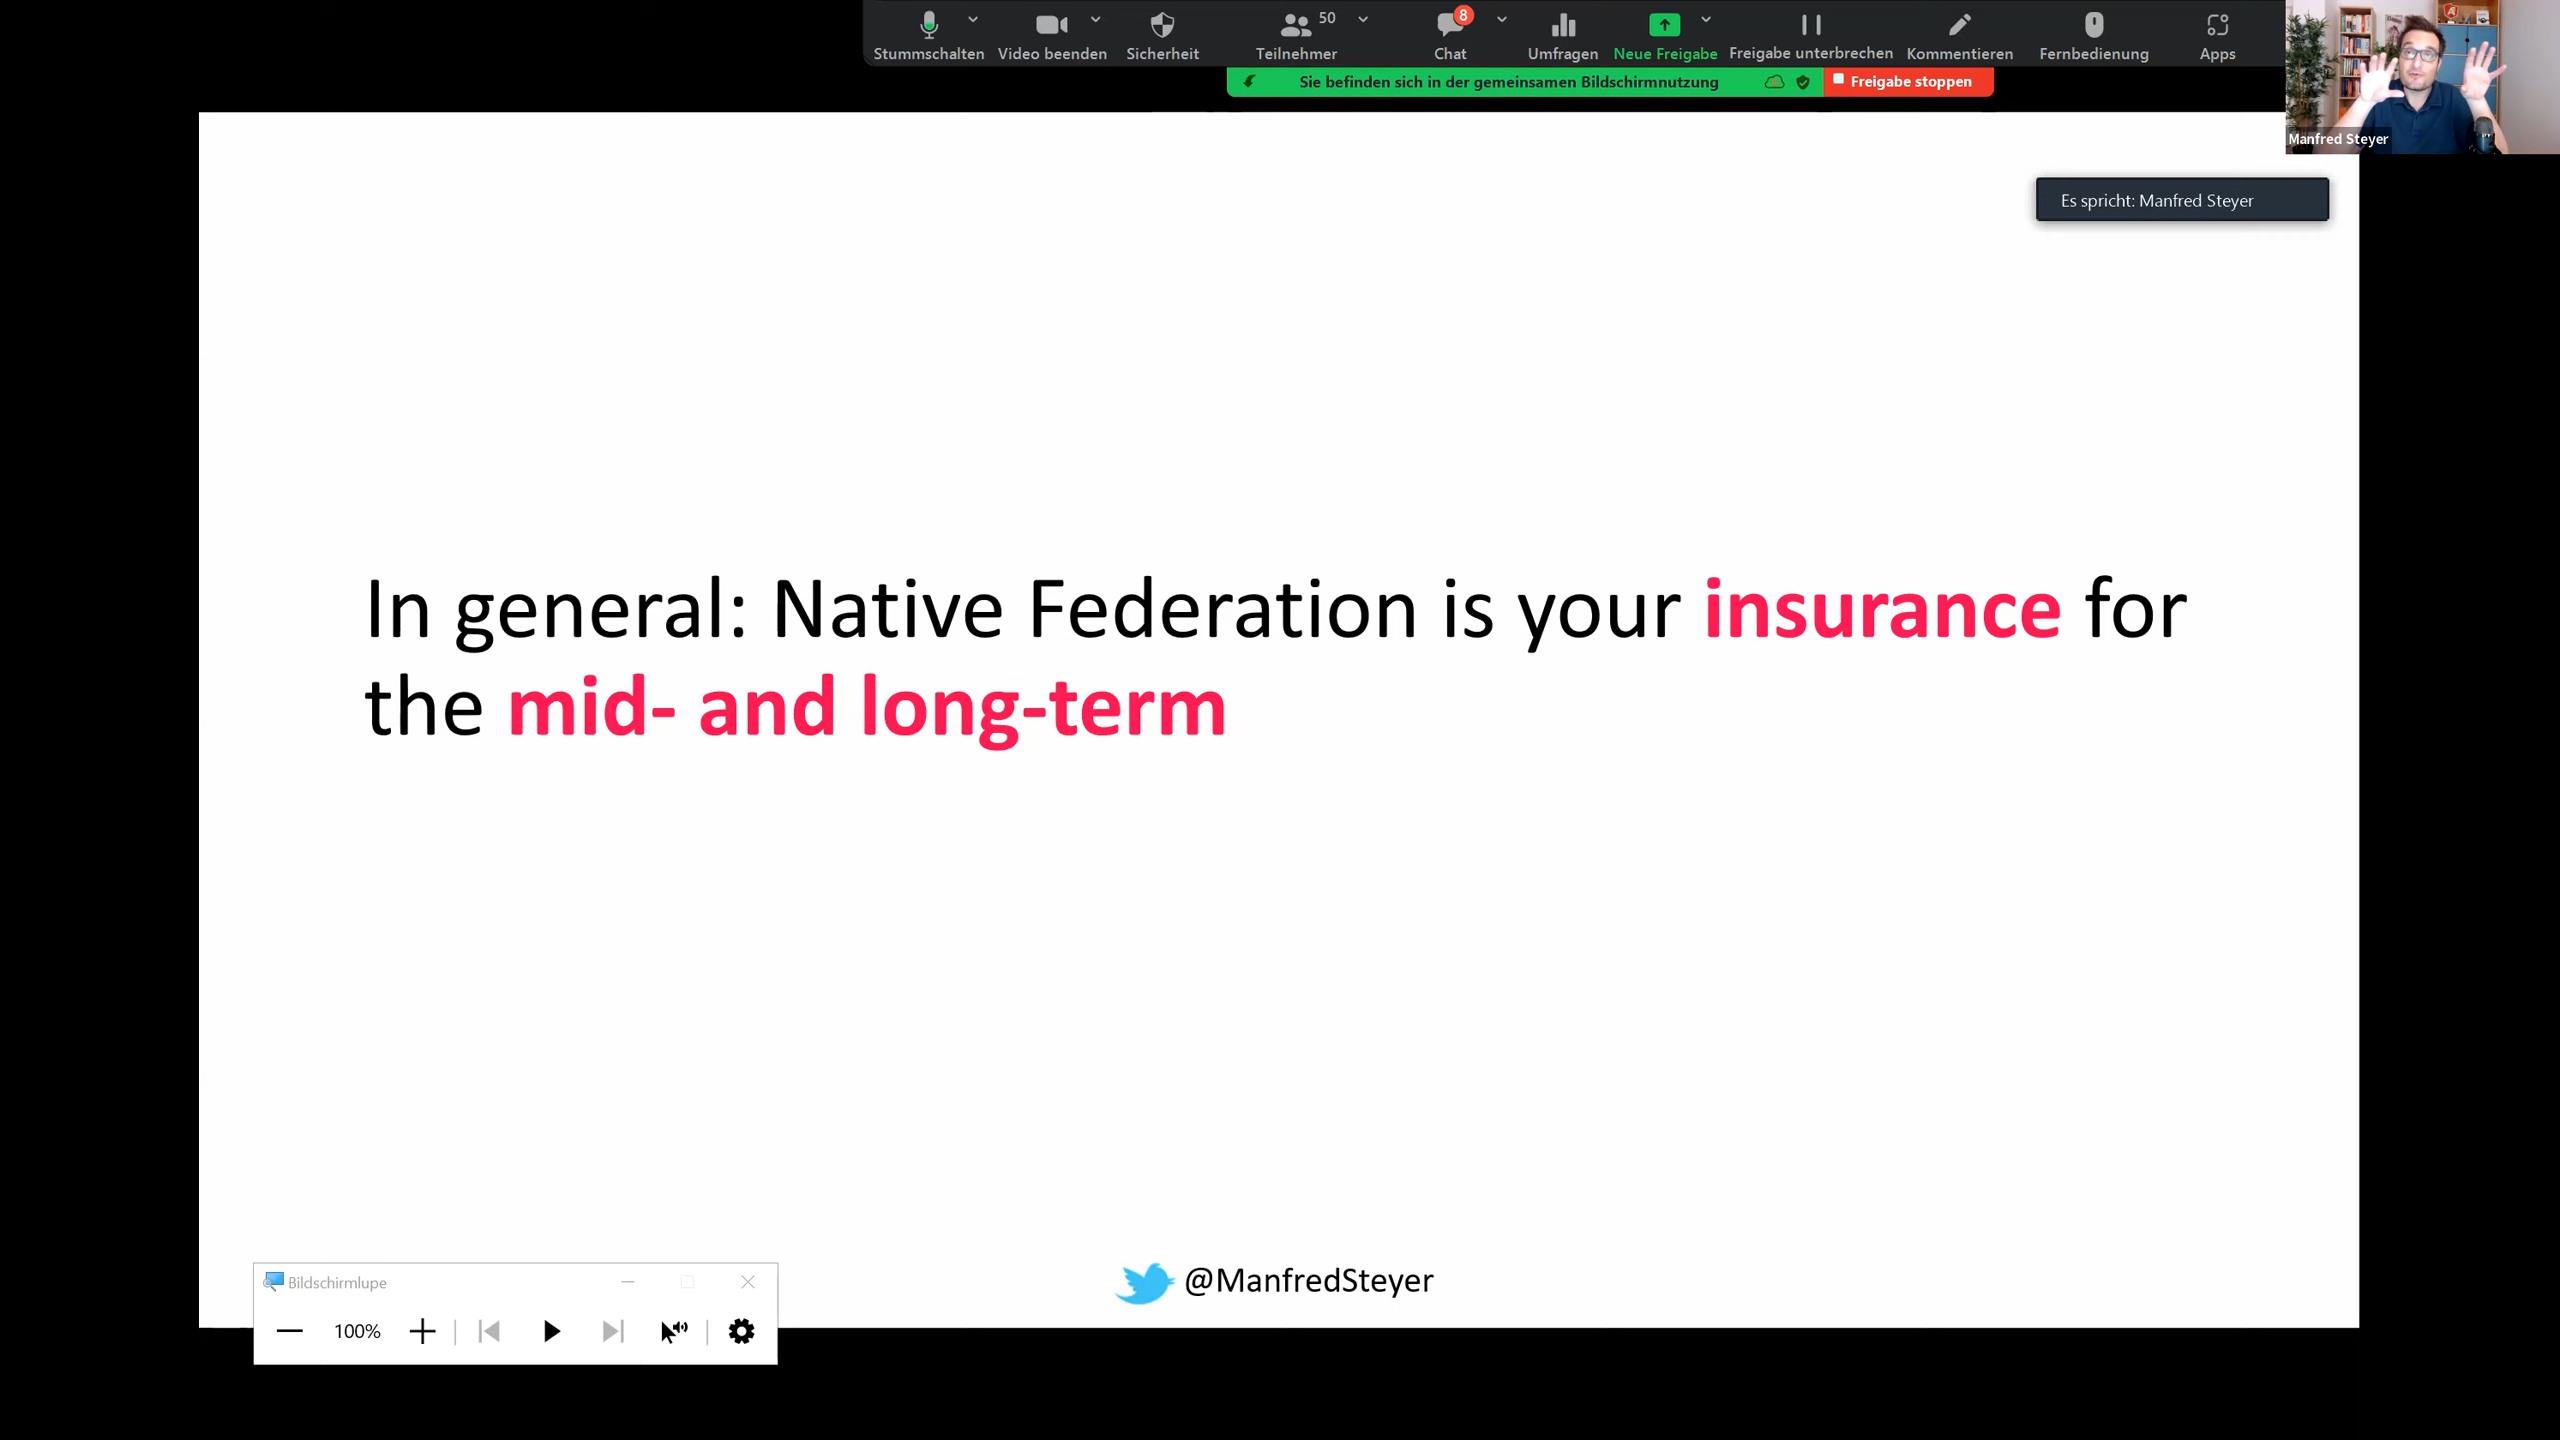 50
8
Stummschalten Video beenden Sicherheit Teilnehmer Chat Umfragen Neue Freigabe Freigabe unterbrechen Kommentieren Fernbedienung Apps
Sie befinden sich in der gemeinsamen Bildschirmnutzung Freigabe stoppen
Manfred Steyer
Es spricht: Manfred Steyer
In general: Native Federation is your insurance for
the mid- and long-term
@ManfredSteyer
Bildschirmlupe
100%